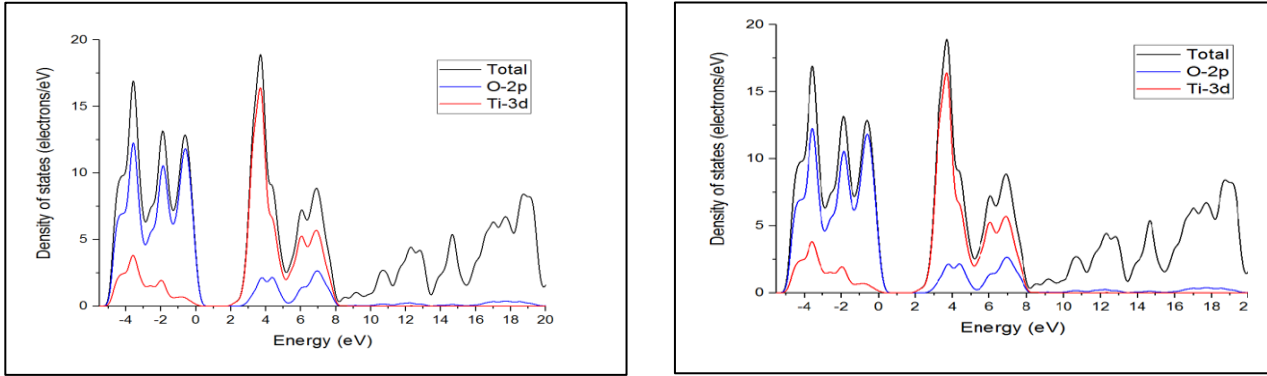 20
15
10
5
0
Density of states (electrons/eV)
Total
O-2p
Ti-3d
-4 -2 0 2 4 6 8 10 12 14 16 18 20
Energy (eV)
20
15
10
5
0
Density of states (electrons/eV)
Total
O-2p
Ti-3d
-4 -2 0 2 4 6 8 10 12 14 16 18 2
Energy (eV)